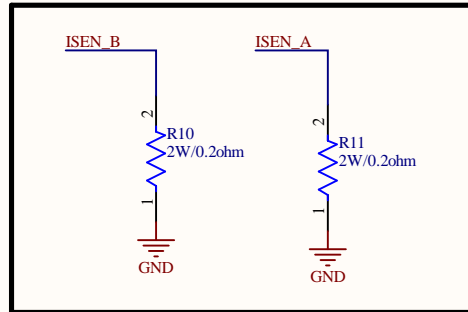 ISEN_B
ISEN_A
2
R10
2W/0.2ohm
1
GND
2
R11
2W/0.2ohm
1
GND